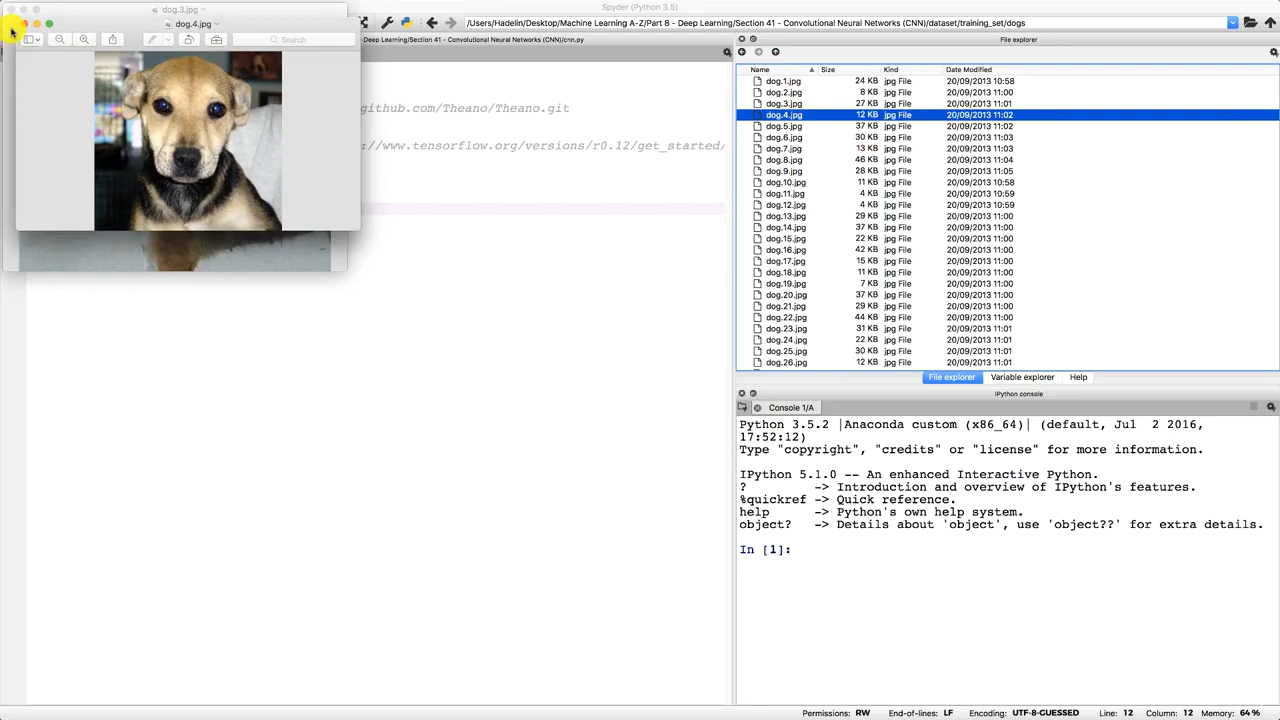 dog.3.jpg
Spyder (Python 3.5)
dog.4.jpg
/Users/Hadelin/Desktop/Machine Learning A-Z/Part 8 - Deep Learning/Section 41 - Convolutional Neural Networks (CNN)/dataset/training_set/dogs
Search
Deep Learning/Section 41 - Convolutional Neural Networks (CNN)/cnn.py
File explorer
github.com/Theano/Theano.git
://www.tensorflow.org/versions/r0.12/get_started/
Name Size Kind Date Modified
dog.1.jpg 24 KB jpg File 20/09/2013 10:58
dog.2.jpg 8 KB jpg File 20/09/2013 11:00
dog.3.jpg 27 KB jpg File 20/09/2013 11:01
dog.4.jpg 12 KB jpg File 20/09/2013 11:02
dog.5.jpg 37 KB jpg File 20/09/2013 11:02
dog.6.jpg 30 KB jpg File 20/09/2013 11:03
dog.7.jpg 13 KB jpg File 20/09/2013 11:03
dog.8.jpg 46 KB jpg File 20/09/2013 11:04
dog.9.jpg 28 KB jpg File 20/09/2013 11:05
dog.10.jpg 11 KB jpg File 20/09/2013 10:58
dog.11.jpg 4 KB jpg File 20/09/2013 10:59
dog.12.jpg 4 KB jpg File 20/09/2013 10:59
dog.13.jpg 29 KB jpg File 20/09/2013 11:00
dog.14.jpg 37 KB jpg File 20/09/2013 11:00
dog.15.jpg 22 KB jpg File 20/09/2013 11:00
dog.16.jpg 42 KB jpg File 20/09/2013 11:00
dog.17.jpg 15 KB jpg File 20/09/2013 11:00
dog.18.jpg 11 KB jpg File 20/09/2013 11:00
dog.19.jpg 7 KB jpg File 20/09/2013 11:00
dog.20.jpg 37 KB jpg File 20/09/2013 11:00
dog.21.jpg 29 KB jpg File 20/09/2013 11:00
dog.22.jpg 44 KB jpg File 20/09/2013 11:00
dog.23.jpg 31 KB jpg File 20/09/2013 11:01
dog.24.jpg 22 KB jpg File 20/09/2013 11:01
dog.25.jpg 30 KB jpg File 20/09/2013 11:01
dog.26.jpg 12 KB jpg File 20/09/2013 11:01
File explorer Variable explorer Help
IPython console
Console 1/A
Python 3.5.2 |Anaconda custom (x86_64)| (default, Jul 2 2016,
17:52:12)
Type "copyright", "credits" or "license" for more information.
IPython 5.1.0 -- An enhanced Interactive Python.
? -> Introduction and overview of IPython's features.
%quickref -> Quick reference.
help -> Python's own help system.
object? -> Details about 'object', use 'object??' for extra details.
In [1]:
Permissions: RW End-of-lines: LF Encoding: UTF-8-GUESSED Line: 12 Column: 12 Memory: 64 %